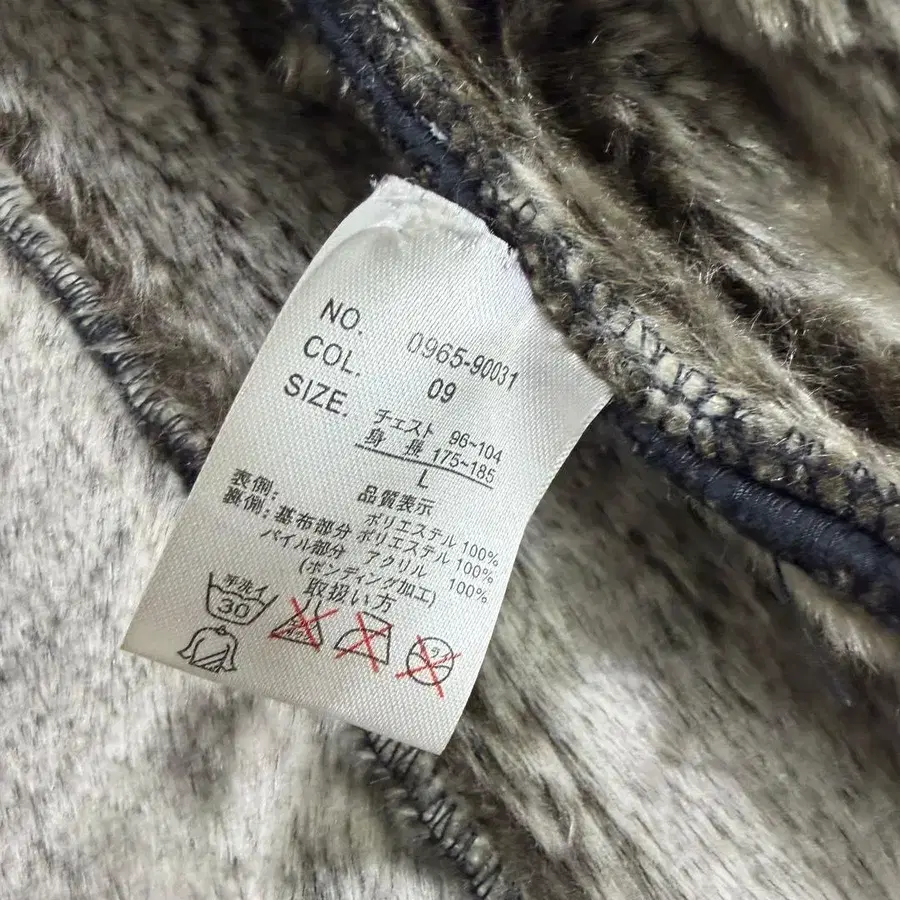 NO. 0965-90031
COL. 09
SIZE. チェスト 96~104
身長 175~185
L
品質表示
表側: ポリエステル 100%
裏側: 基布部分 ポリエステル 100%
パイル部分 アクリル 100%
(ボンディング加工)
取扱い方
手洗イ
30